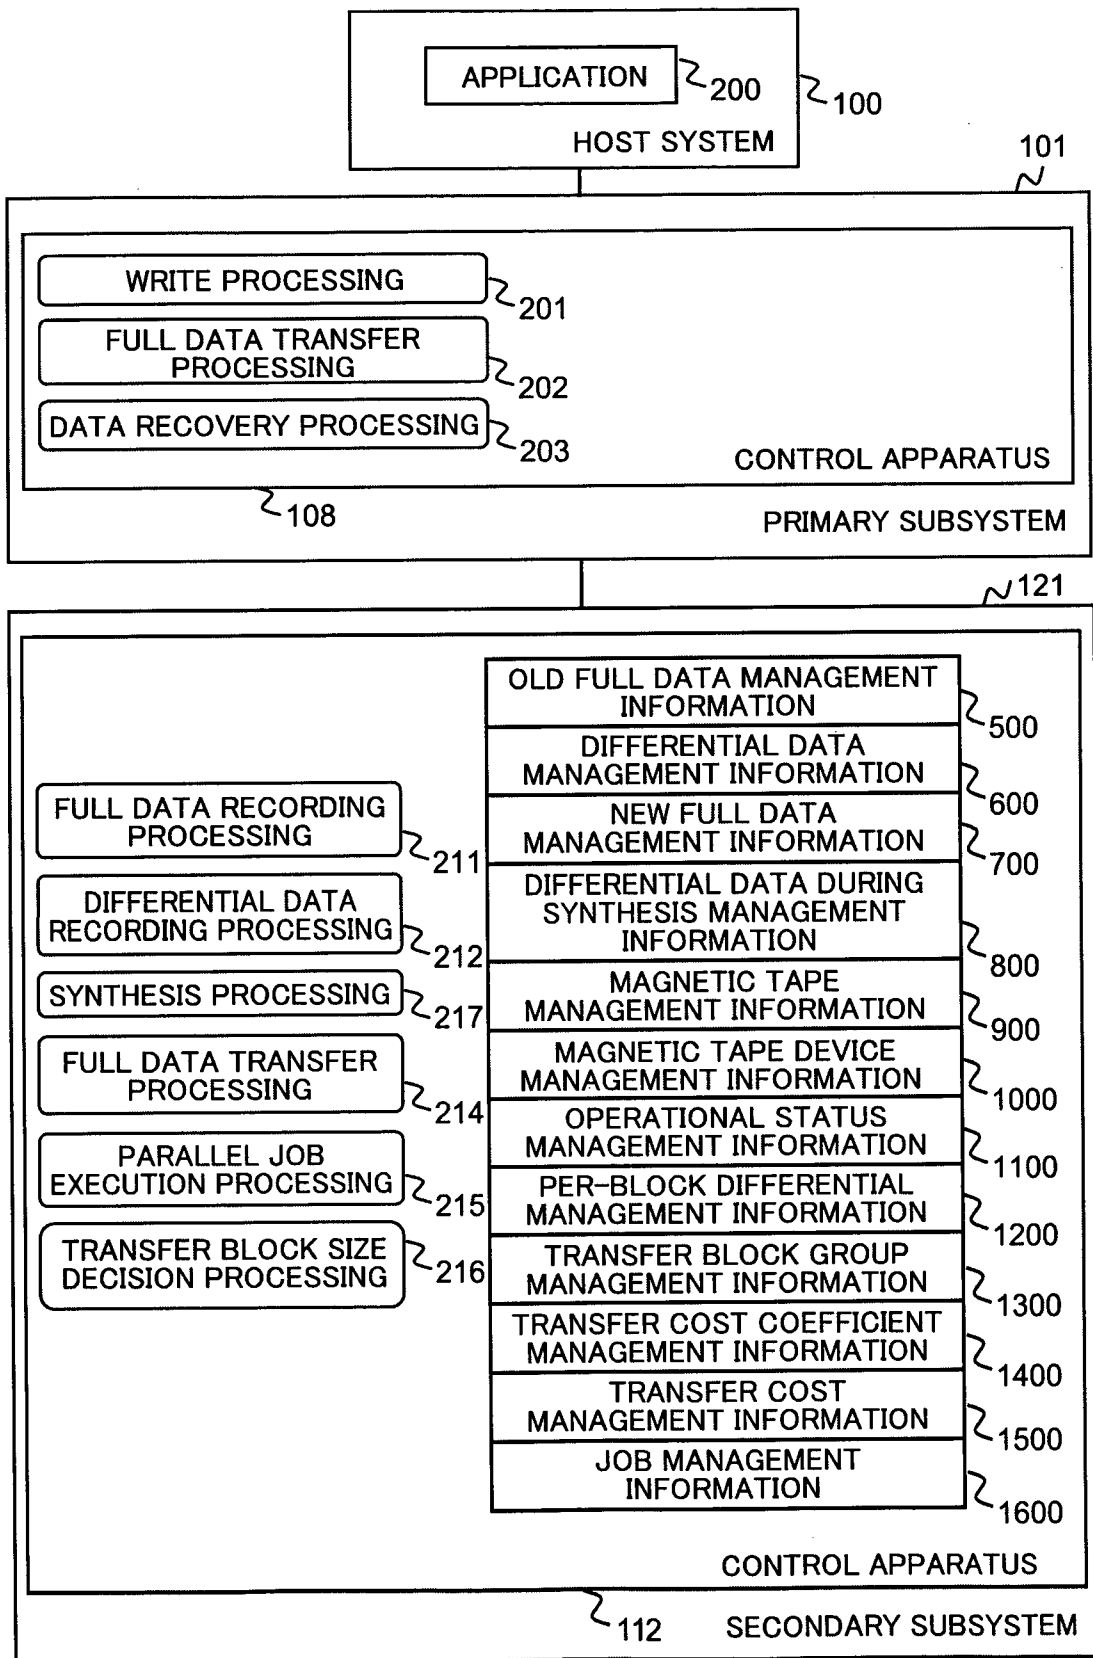 APPLICATION
200
100
HOST SYSTEM
101
WRITE PROCESSING
201
FULL DATA TRANSFER
PROCESSING
202
DATA RECOVERY PROCESSING
203
CONTROL APPARATUS
108
PRIMARY SUBSYSTEM
121
OLD FULL DATA MANAGEMENT
INFORMATION
500
DIFFERENTIAL DATA
MANAGEMENT INFORMATION
600
NEW FULL DATA
MANAGEMENT INFORMATION
700
DIFFERENTIAL DATA DURING
SYNTHESIS MANAGEMENT
INFORMATION
800
MAGNETIC TAPE
MANAGEMENT INFORMATION
900
MAGNETIC TAPE DEVICE
MANAGEMENT INFORMATION
1000
OPERATIONAL STATUS
MANAGEMENT INFORMATION
1100
PER-BLOCK DIFFERENTIAL
MANAGEMENT INFORMATION
1200
TRANSFER BLOCK GROUP
MANAGEMENT INFORMATION
1300
TRANSFER COST COEFFICIENT
MANAGEMENT INFORMATION
1400
TRANSFER COST
MANAGEMENT INFORMATION
1500
JOB MANAGEMENT
INFORMATION
1600
FULL DATA RECORDING
PROCESSING
211
DIFFERENTIAL DATA
RECORDING PROCESSING
212
SYNTHESIS PROCESSING
217
FULL DATA TRANSFER
PROCESSING
214
PARALLEL JOB
EXECUTION PROCESSING
215
TRANSFER BLOCK SIZE
DECISION PROCESSING
216
CONTROL APPARATUS
112
SECONDARY SUBSYSTEM